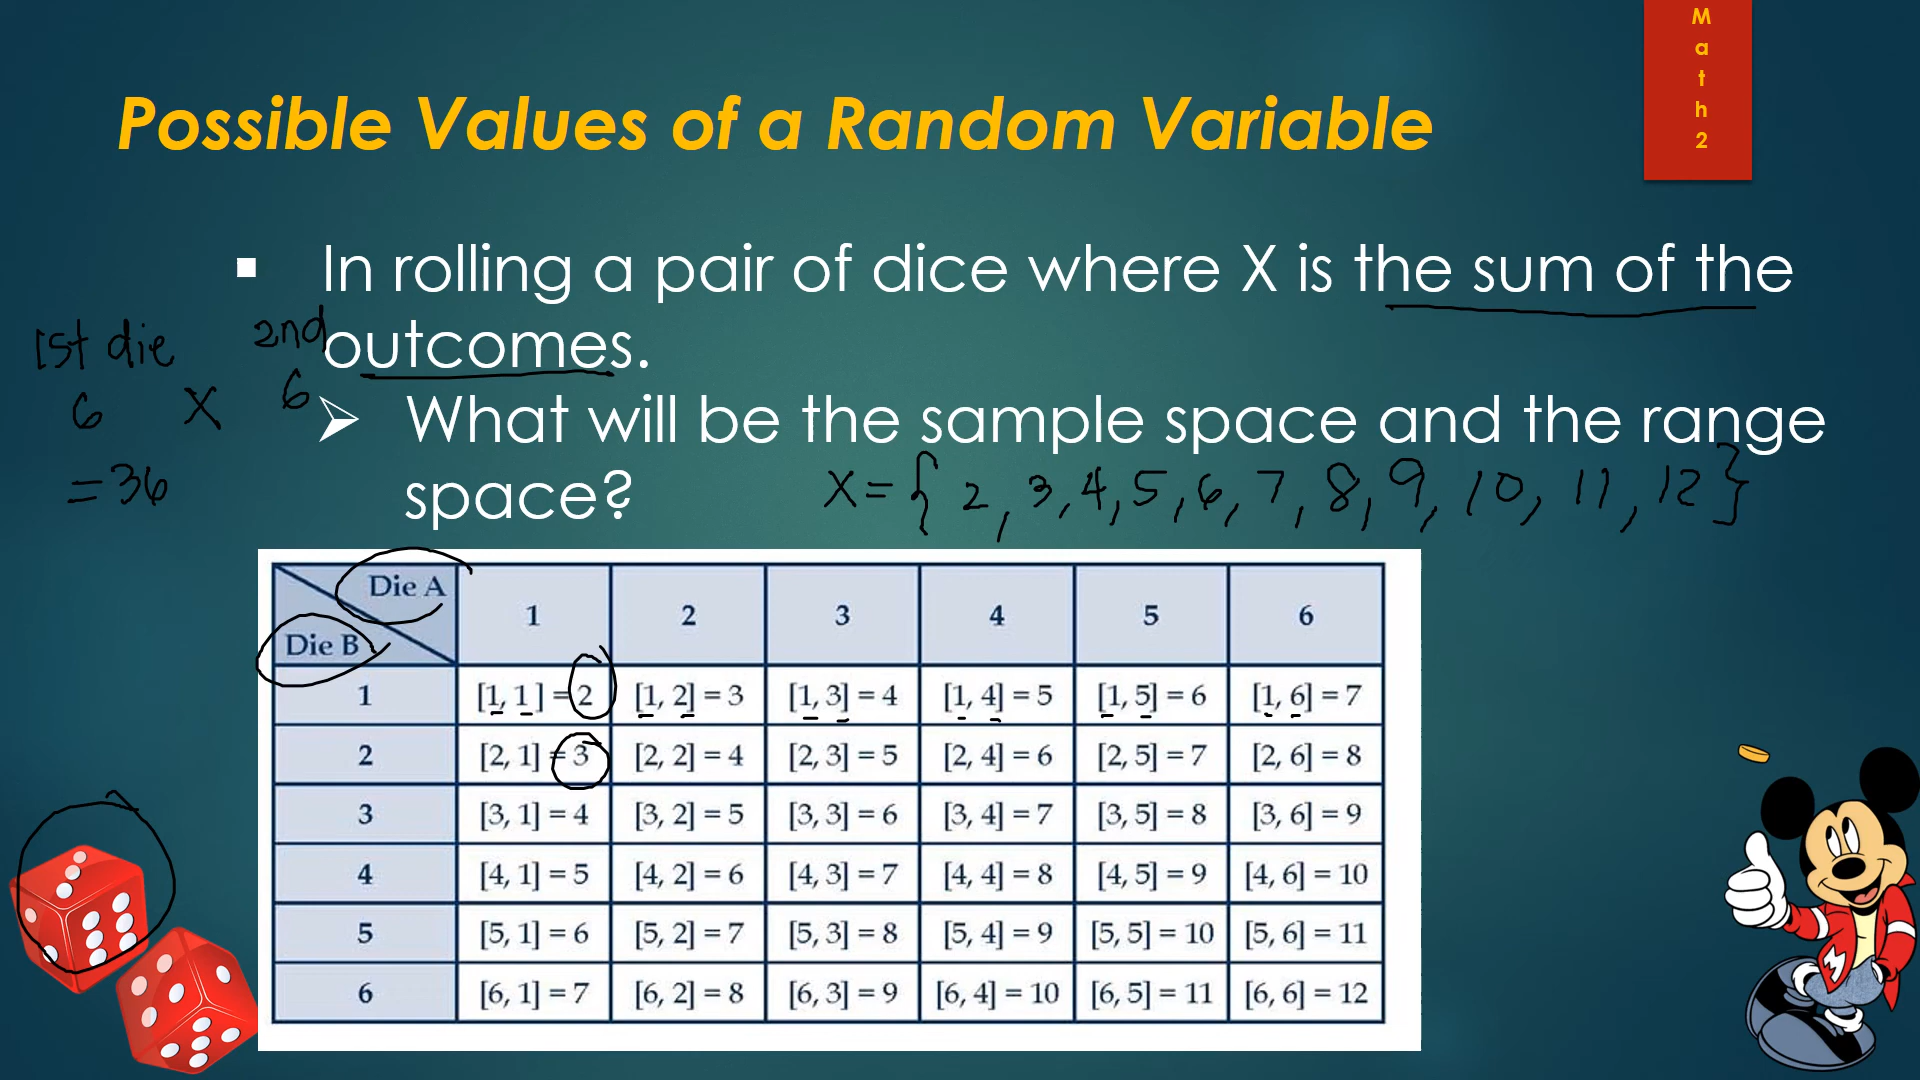 M
a
t
h
2
Possible Values of a Random Variable
▪ In rolling a pair of dice where X is the sum of the
outcomes.
1st die 2nd
6 X 6
= 36
➢ What will be the sample space and the range
space?
X = { 2, 3, 4, 5, 6, 7, 8, 9, 10, 11, 12 }
Die A
Die B
1 2 3 4 5 6
1 [1, 1 ] = 2 [1, 2] = 3 [1, 3] = 4 [1, 4] = 5 [1, 5] = 6 [1, 6] = 7
2 [2, 1] = 3 [2, 2] = 4 [2, 3] = 5 [2, 4] = 6 [2, 5] = 7 [2, 6] = 8
3 [3, 1] = 4 [3, 2] = 5 [3, 3] = 6 [3, 4] = 7 [3, 5] = 8 [3, 6] = 9
4 [4, 1] = 5 [4, 2] = 6 [4, 3] = 7 [4, 4] = 8 [4, 5] = 9 [4, 6] = 10
5 [5, 1] = 6 [5, 2] = 7 [5, 3] = 8 [5, 4] = 9 [5, 5] = 10 [5, 6] = 11
6 [6, 1] = 7 [6, 2] = 8 [6, 3] = 9 [6, 4] = 10 [6, 5] = 11 [6, 6] = 12